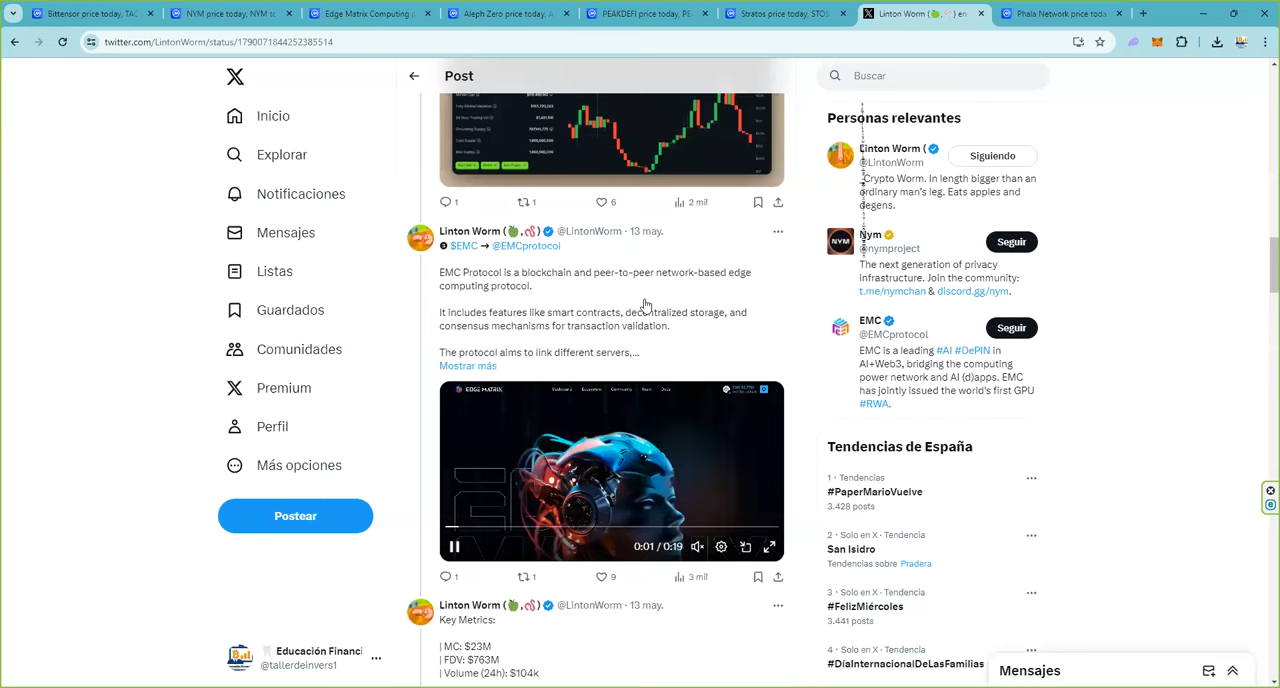 Bittensor price today, TAC
NYM price today, NYM to
Edge Matrix Computing p
Aleph Zero price today, A
PEAKDEFI price today, PE
Stratos price today, STOS
Linton Worm (🍏,🪱) en
Phala Network price toda
twitter.com/LintonWorm/status/1790071844252385514
Inicio
Explorar
Notificaciones
Mensajes
Listas
Guardados
Comunidades
Premium
Perfil
Más opciones
Postear
Educación Financi
@tallerdeinvers1
Post
1 1 6 2 mil
Linton Worm (🍏,🪱) @LintonWorm · 13 may.
❸ $EMC → @EMCprotocol
EMC Protocol is a blockchain and peer-to-peer network-based edge
computing protocol.
It includes features like smart contracts, decentralized storage, and
consensus mechanisms for transaction validation.
The protocol aims to link different servers,...
Mostrar más
EDGE MATRIX Dashboard Ecosystem Community Team Docs
0:01 / 0:19
1 1 9 3 mil
Linton Worm (🍏,🪱) @LintonWorm · 13 may.
Key Metrics:
| MC: $23M
| FDV: $763M
| Volume (24h): $104k
Buscar
Personas relevantes
Linton Worm (
@LintonWorm
Siguiendo
Crypto Worm. In length bigger than an
ordinary man's leg. Eats apples and
degens.
NYM
Nym
@nymproject
Seguir
The next generation of privacy
infrastructure. Join the community:
t.me/nymchan & discord.gg/nym.
EMC
@EMCprotocol
Seguir
EMC is a leading #AI #DePIN in
AI+Web3, bridging the computing
power network and AI (d)apps. EMC
has jointly issued the world's first GPU
#RWA.
Tendencias de España
1 · Tendencias
#PaperMarioVuelve
3.428 posts
2 · Solo en X · Tendencia
San Isidro
Tendencias sobre Pradera
3 · Solo en X · Tendencia
#FelizMiércoles
3.441 posts
4 · Solo en X · Tendencia
#DíaInternacionalDeLasFamilias
Mensajes